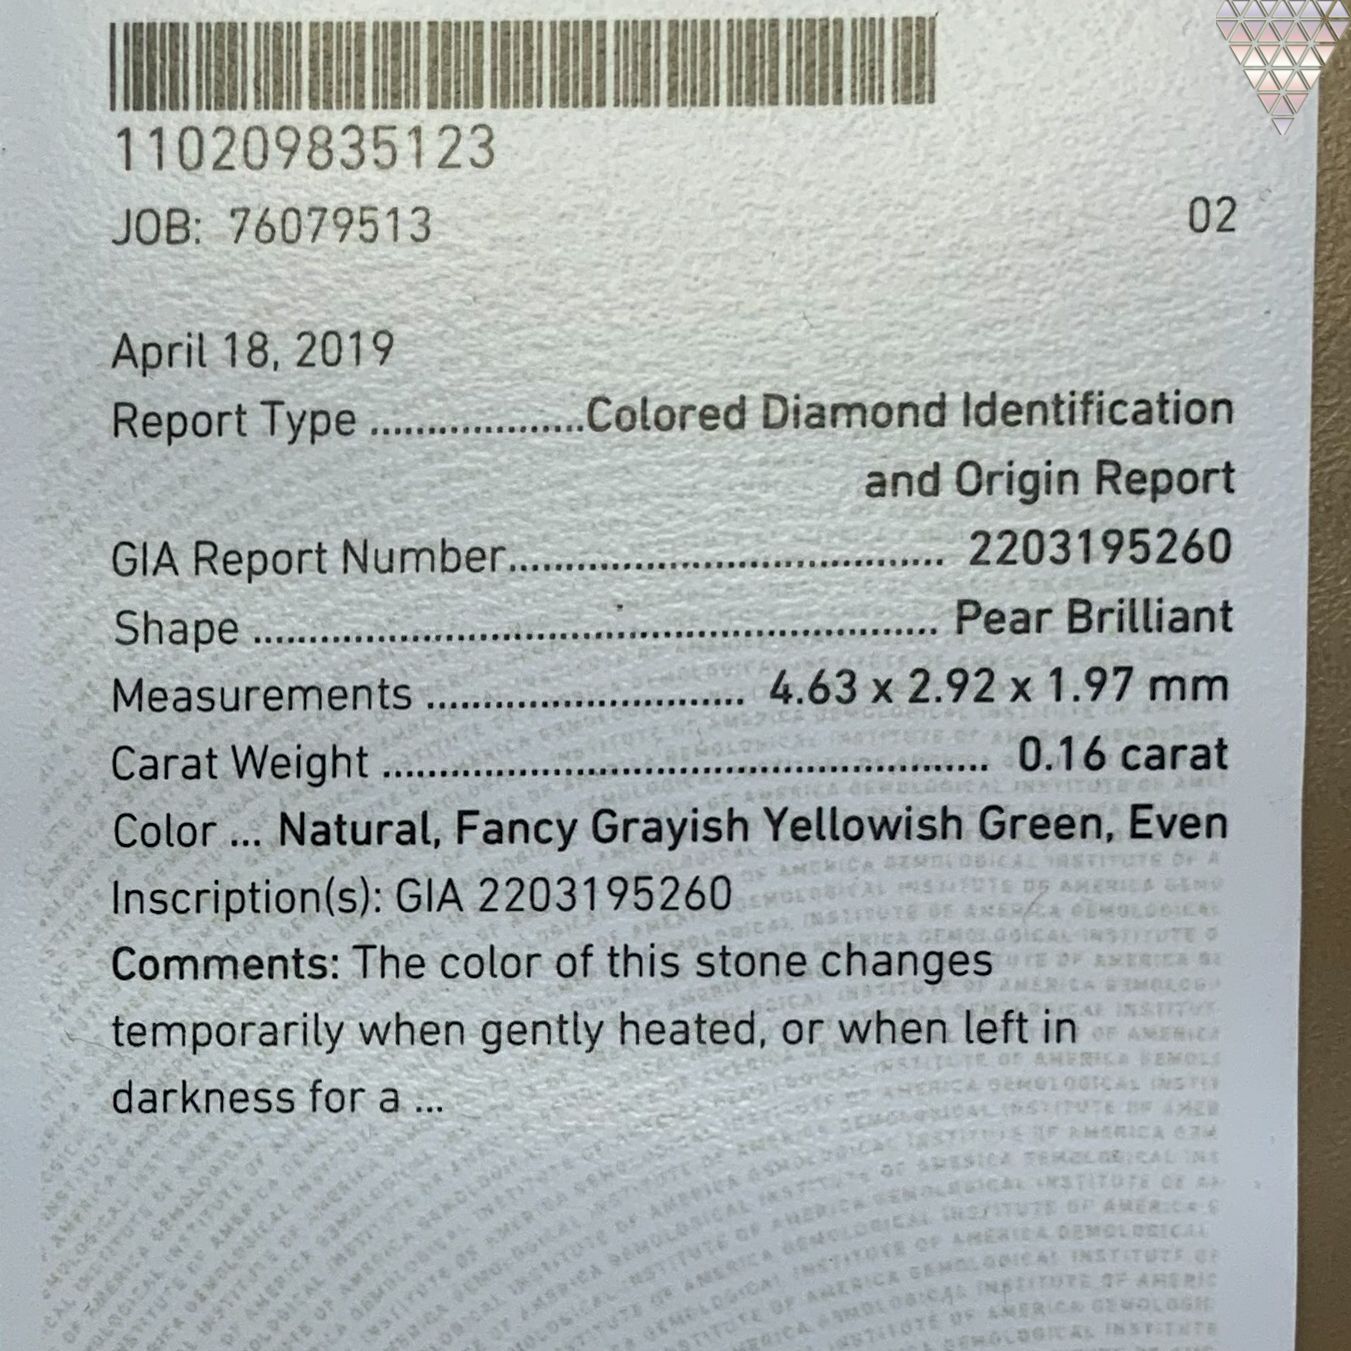 110209835123
JOB: 76079513
02
April 18, 2019
Report Type ...................Colored Diamond Identification
and Origin Report
GIA Report Number....................................... 2203195260
Shape ............................................................. Pear Brilliant
Measurements ............................ 4.63 x 2.92 x 1.97 mm
Carat Weight ...................................................... 0.16 carat
Color ... Natural, Fancy Grayish Yellowish Green, Even
Inscription(s): GIA 2203195260
Comments: The color of this stone changes
temporarily when gently heated, or when left in
darkness for a ...